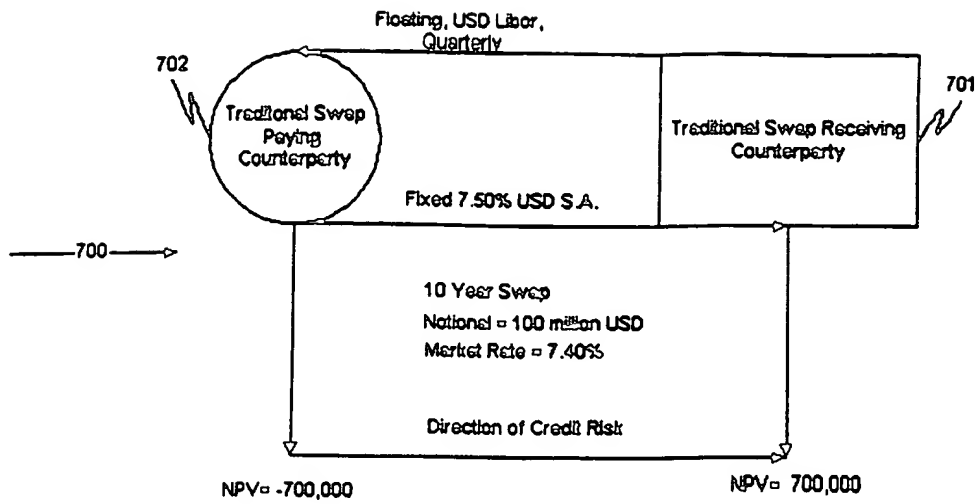 Floating, USD Libor,
Quarterly
702
701
Traditional Swap
Paying
Counterparty
Traditional Swap Receiving
Counterparty
Fixed 7.50% USD S.A.
700
10 Year Swap
Notional = 100 million USD
Market Rate = 7.40%
Direction of Credit Risk
NPV= -700,000
NPV= 700,000